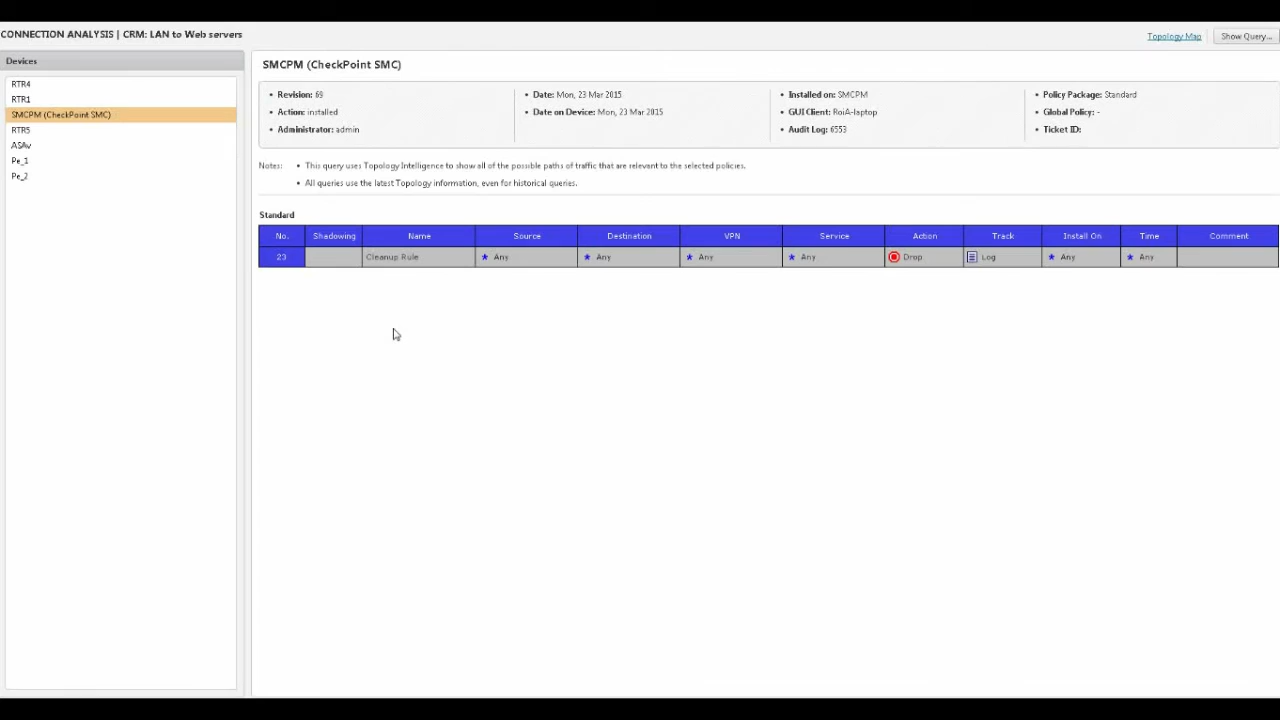 CONNECTION ANALYSIS | CRM: LAN to Web servers
Topology Map
Show Query...
Devices
RTR4
RTR1
SMCPM (CheckPoint SMC)
RTR5
ASAv
Pe_1
Pe_2
SMCPM (CheckPoint SMC)
• Revision: 69
• Action: installed
• Administrator: admin
• Date: Mon, 23 Mar 2015
• Date on Device: Mon, 23 Mar 2015
• Installed on: SMCPM
• GUI Client: RoiA-laptop
• Audit Log: 6553
• Policy Package: Standard
• Global Policy: -
• Ticket ID:
Notes: • This query uses Topology Intelligence to show all of the possible paths of traffic that are relevant to the selected policies.
• All queries use the latest Topology information, even for historical queries.
Standard
No. Shadowing Name Source Destination VPN Service Action Track Install On Time Comment
23 Cleanup Rule Any Any Any Any Drop Log Any Any